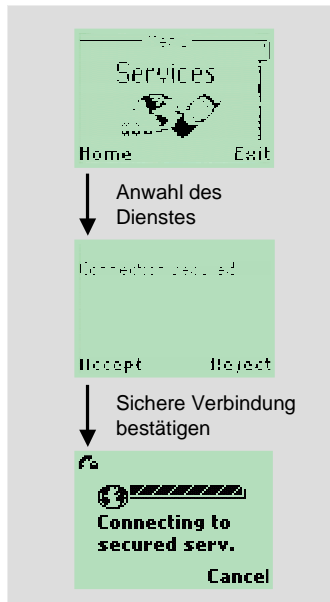 Menu
Services
Home Exit
Anwahl des
Dienstes
Connection secured
Accept Reject
Sichere Verbindung
bestätigen
Connecting to
secured serv.
Cancel